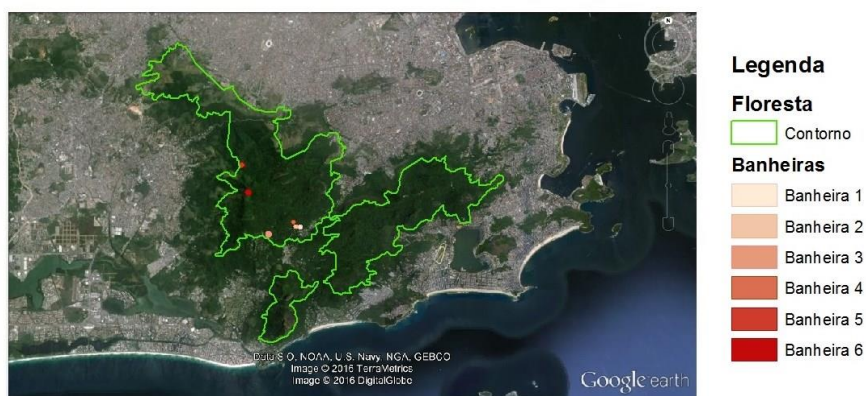 Legenda
Floresta
Contorno
Banheiras
Banheira 1
Banheira 2
Banheira 3
Banheira 4
Banheira 5
Banheira 6
Data SIO, NOAA, U.S. Navy, NGA, GEBCO
Image © 2016 TerraMetrics
Image © 2016 DigitalGlobe
Google earth